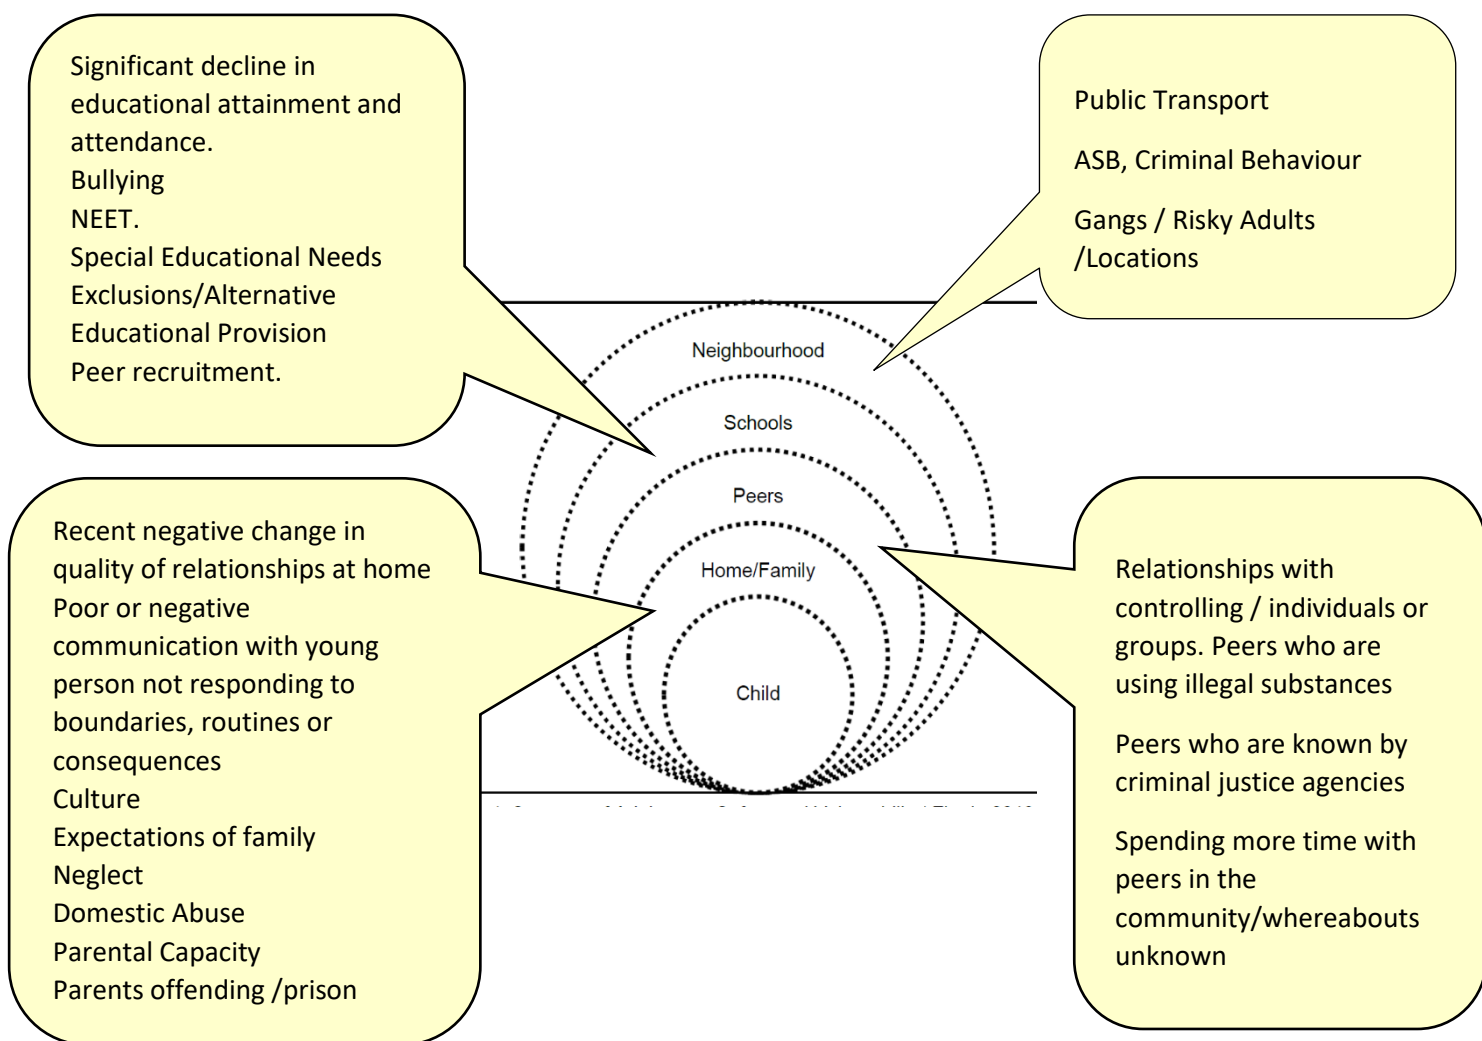 Significant decline in
educational attainment and
attendance.
Bullying
NEET.
Special Educational Needs
Exclusions/Alternative
Educational Provision
Peer recruitment.
Public Transport
ASB, Criminal Behaviour
Gangs / Risky Adults
/Locations
Neighbourhood
Schools
Peers
Home/Family
Child
Recent negative change in
quality of relationships at home
Poor or negative
communication with young
person not responding to
boundaries, routines or
consequences
Culture
Expectations of family
Neglect
Domestic Abuse
Parental Capacity
Parents offending /prison
Relationships with
controlling / individuals or
groups. Peers who are
using illegal substances
Peers who are known by
criminal justice agencies
Spending more time with
peers in the
community/whereabouts
unknown